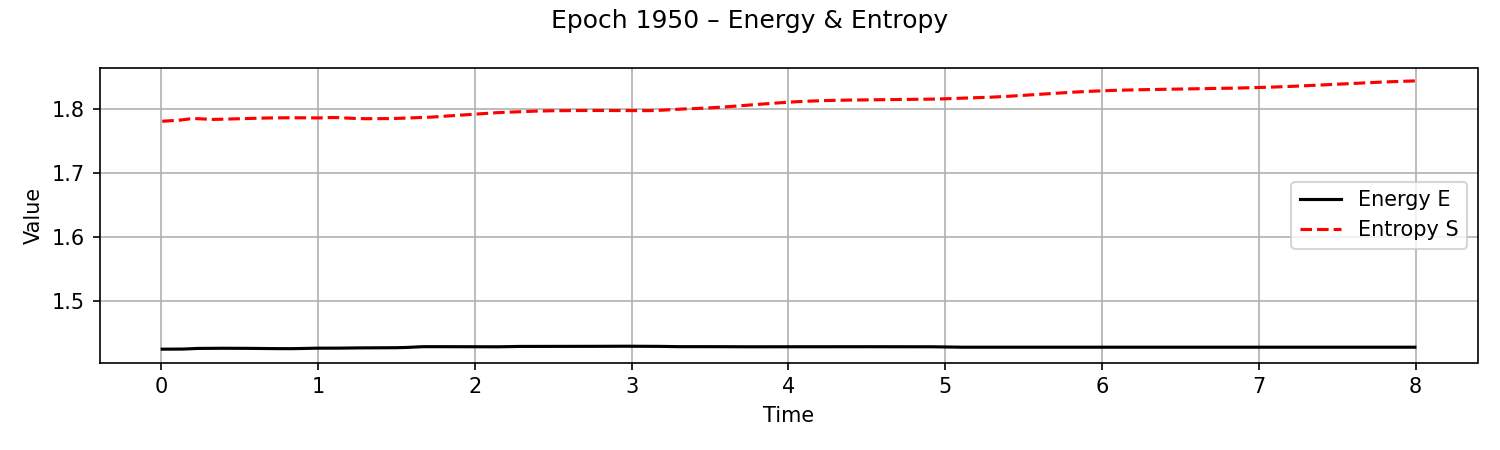 Epoch 1950 – Energy & Entropy
Value
1.8
1.7
1.6
1.5
Energy E
Entropy S
0 1 2 3 4 5 6 7 8
Time